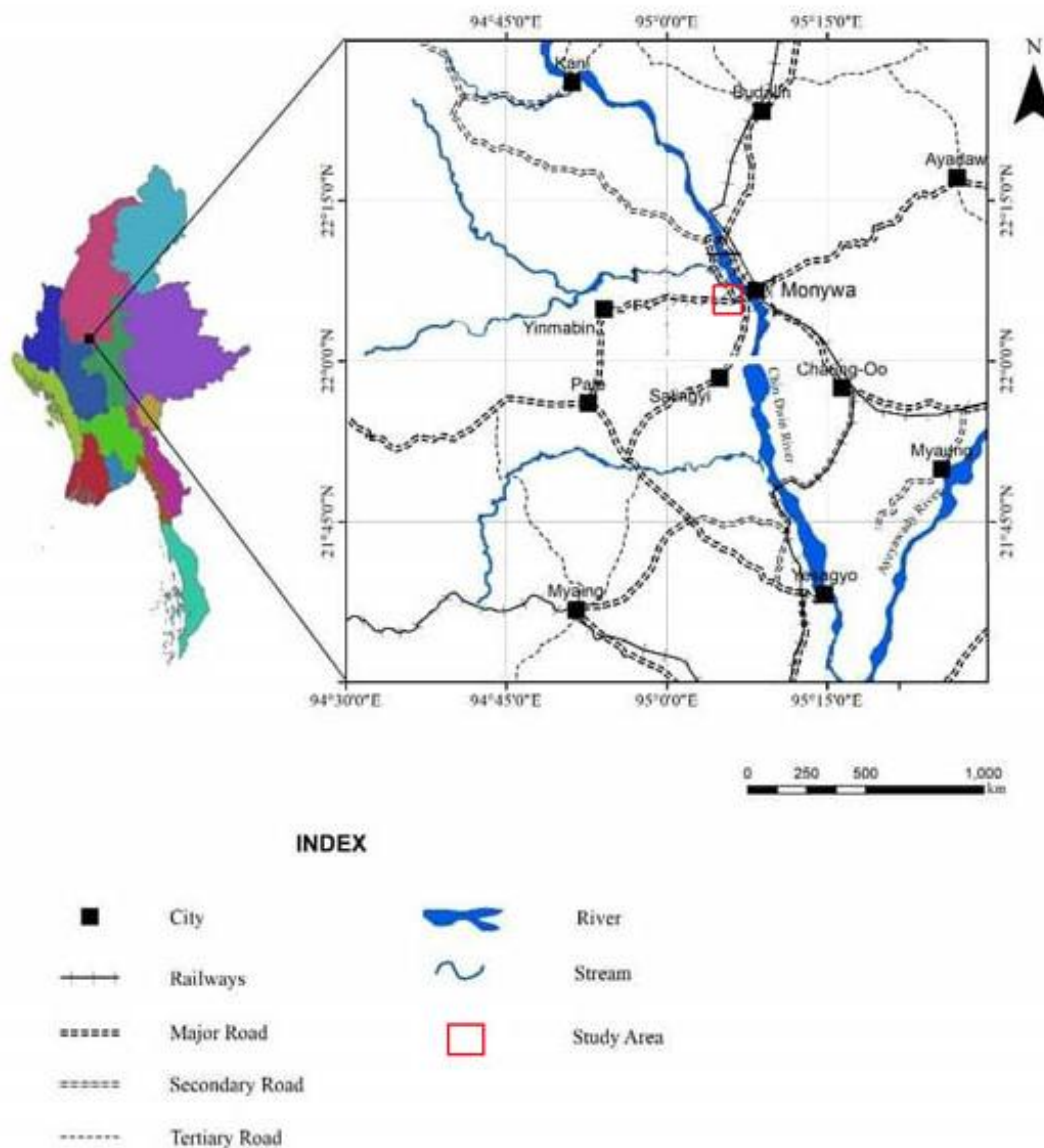 94°45'0"E 95°0'0"E 95°15'0"E
N
Kani
Budalin
Ayadaw
22°15'0"N 22°15'0"N
Monywa
Yinmabin
22°0'0"N 22°0'0"N
Salingyi
Chaung-Oo
Pale
Chin Dwin River
Myaung
21°45'0"N 21°45'0"N
Ayeyawady River
Yesagyo
Myaing
94°30'0"E 94°45'0"E 95°0'0"E 95°15'0"E
0 250 500 1,000
km
INDEX
City River
Railways Stream
Major Road Study Area
Secondary Road
Tertiary Road